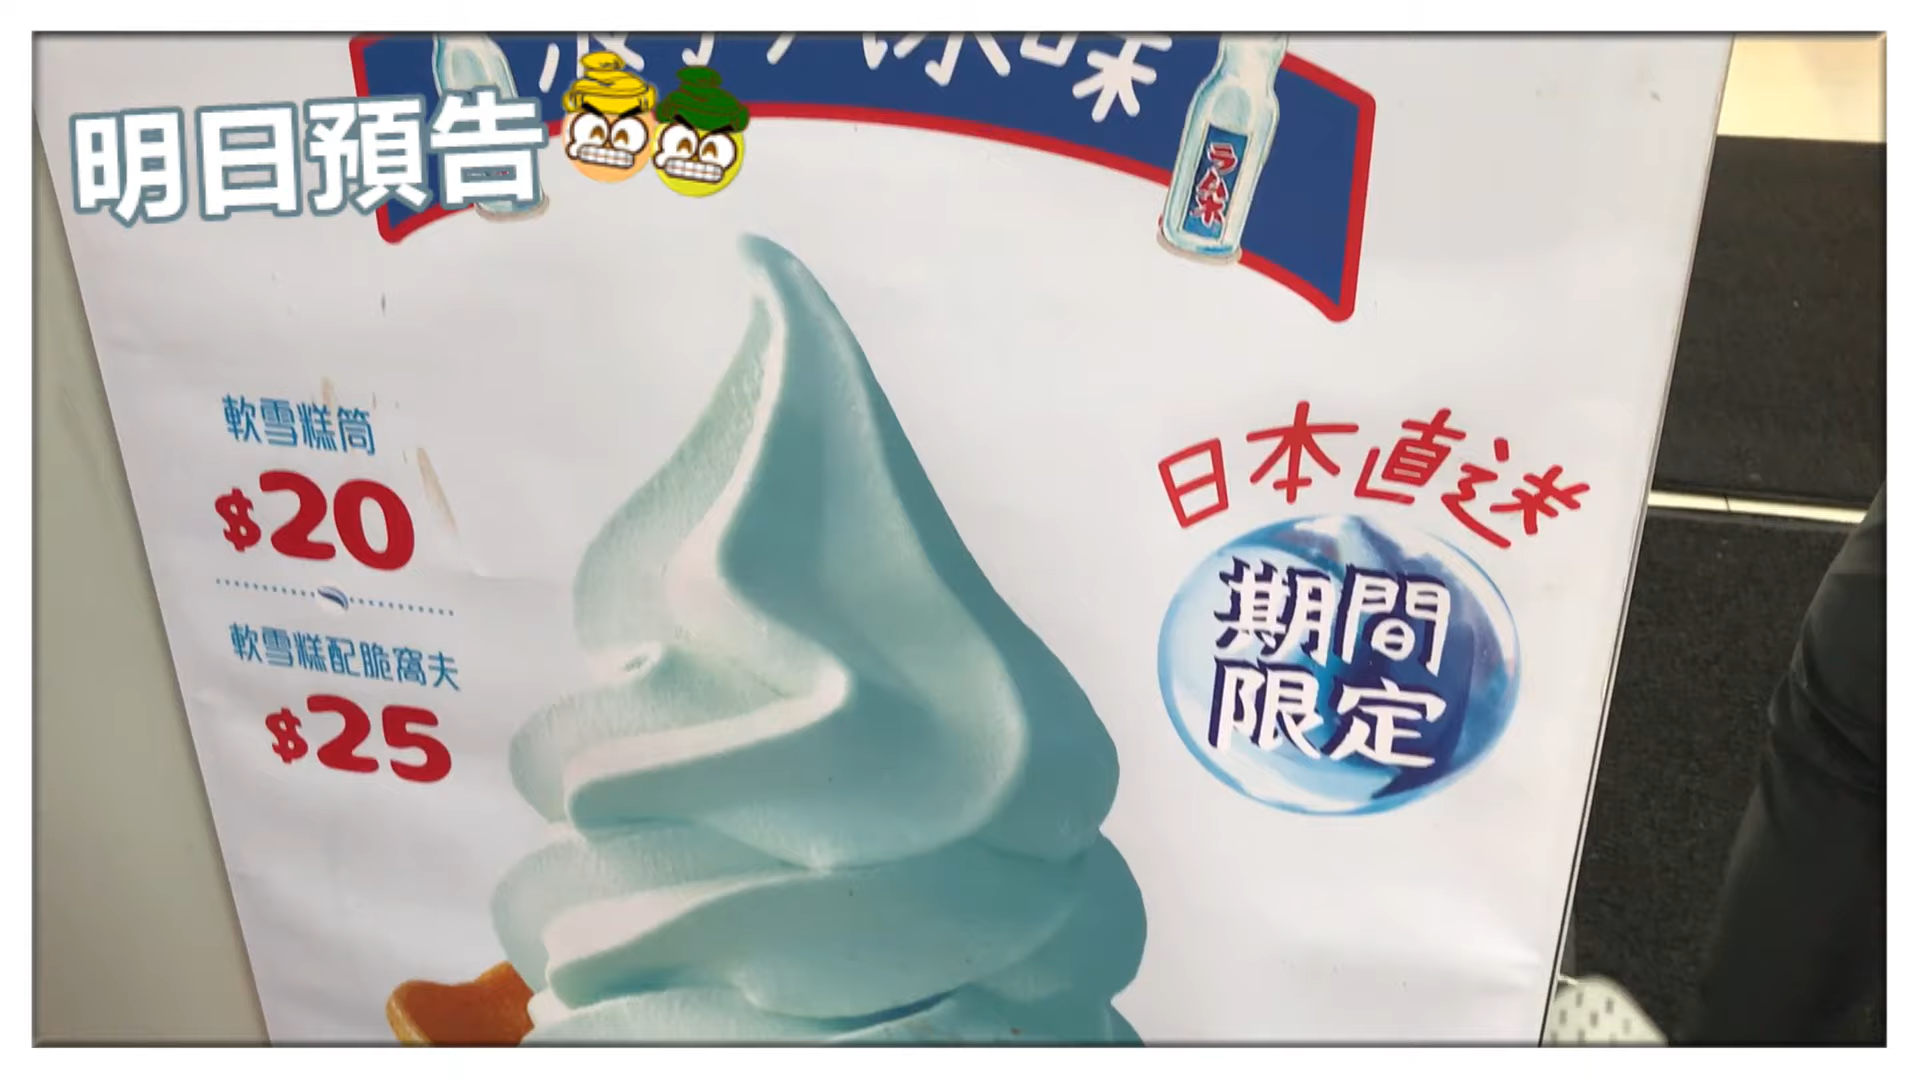 味
明日預告
ラムネ
軟雪糕筒
$20
軟雪糕配脆窩夫
$25
日本直送
期間
限定